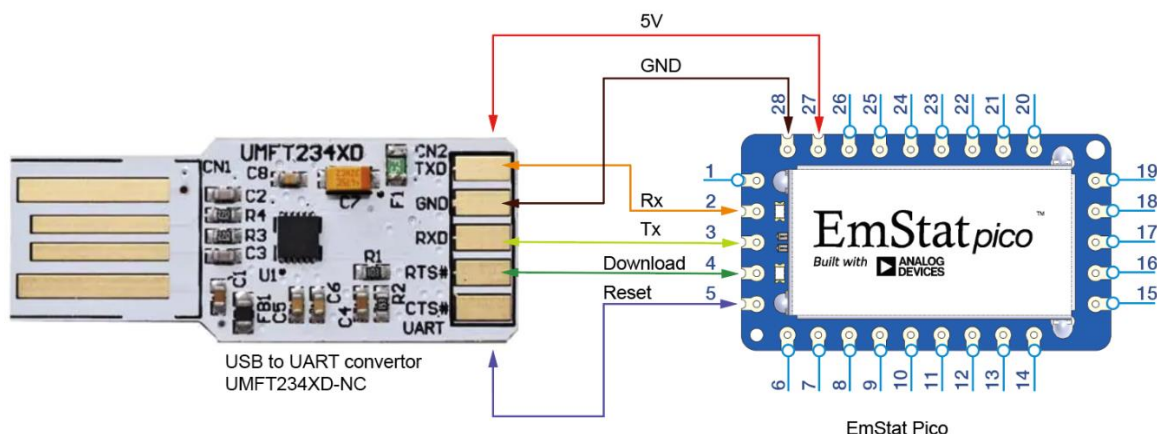 5V
GND
28
27
26
25
24
23
22
21
20
UMFT234XD
CN1
C8
C2
R4
R3
C3
C7
F1
U1
C1
FB1
C5
C6
C4
R1
R2
CN2
TXD
GND
RXD
RTS#
CTS#
UART
Rx
Tx
Download
Reset
1
2
3
4
5
EmStat pico ™
Built with ANALOG
DEVICES
19
18
17
16
15
6
7
8
9
10
11
12
13
14
USB to UART convertor
UMFT234XD-NC
EmStat Pico